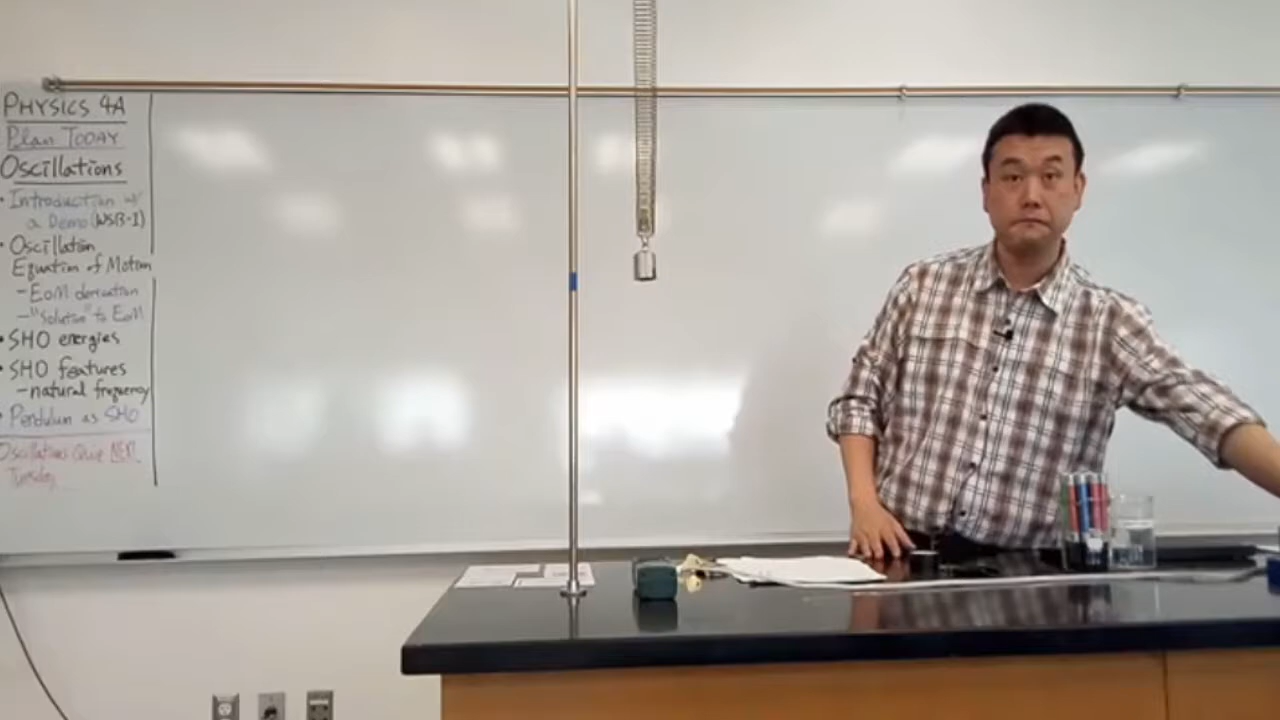 PHYSICS 4A
Plan TODAY
Oscillations
• Introduction w/
a Demo (WS13-1)
• Oscillation
Equation of Motion
- EoM derivation
- "Solution" to EoM
• SHO energies
• SHO features
- natural frequency
• Pendulum as SHO
Oscillations Quiz NEXT
Tuesday